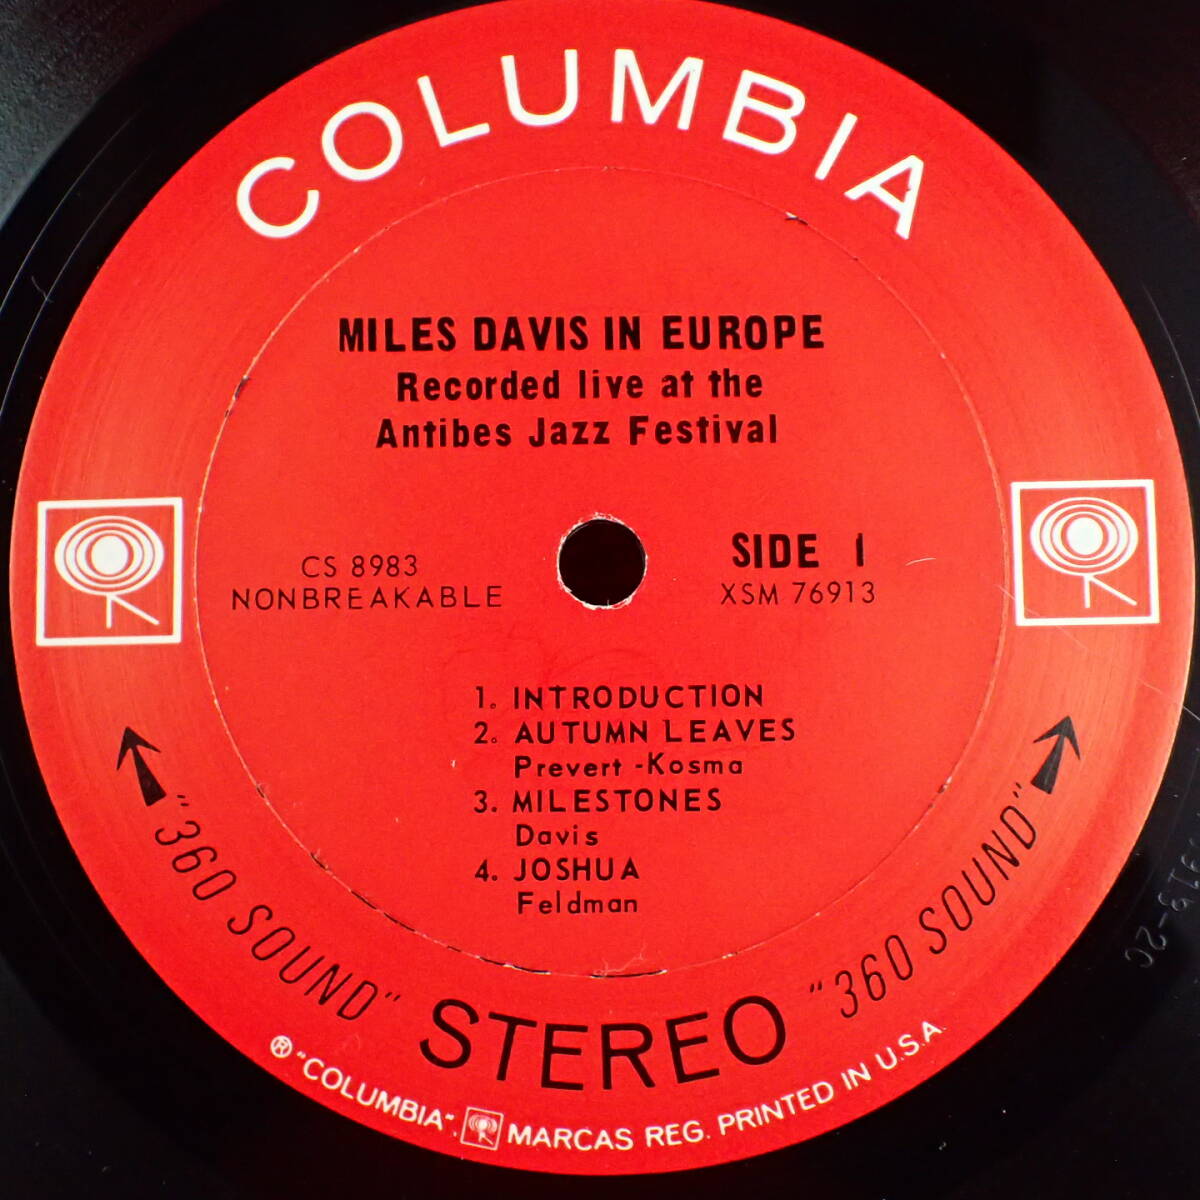 COLUMBIA
MILES DAVIS IN EUROPE
Recorded live at the
Antibes Jazz Festival
CS 8983
NONBREAKABLE
SIDE 1
XSM 76913
1. INTRODUCTION
2. AUTUMN LEAVES
Prevert-Kosma
3. MILESTONES
Davis
4. JOSHUA
Feldman
"360 SOUND"
STEREO
"360 SOUND"
® "COLUMBIA", MARCAS REG. PRINTED IN U.S.A.